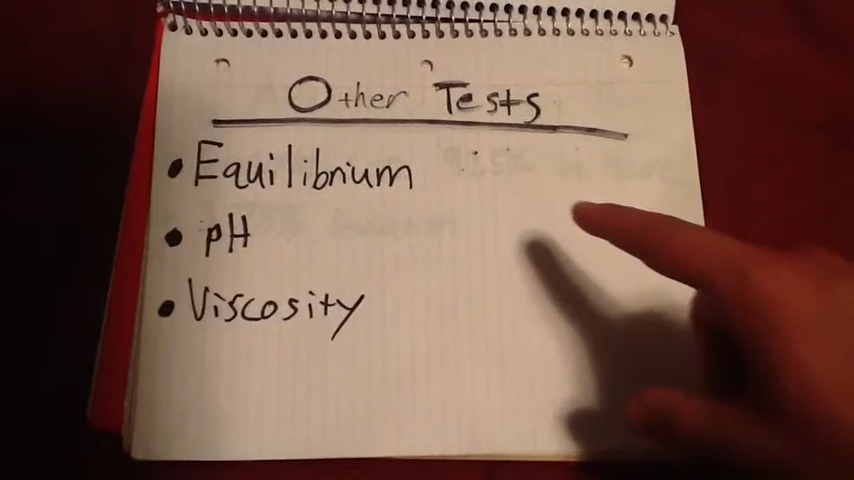 Other Tests
• Equilibrium
• pH
• Viscosity